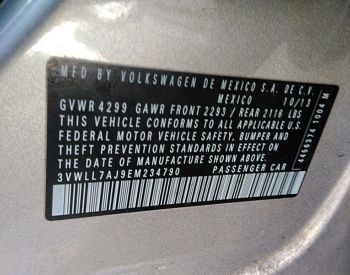 MFD BY VOLKSWAGEN DE MEXICO S.A. DE C.V.
MEXICO 10/13
GVWR 4299 GAWR FRONT 2293 / REAR 2116 LBS
THIS VEHICLE CONFORMS TO ALL APPLICABLE U.S.
FEDERAL MOTOR VEHICLE SAFETY, BUMPER AND
THEFT PREVENTION STANDARDS IN EFFECT ON
THE DATE OF MANUFACTURE SHOWN ABOVE
3VWLL7AJ9EM234790 PASSENGER CAR
4456374 1004 M